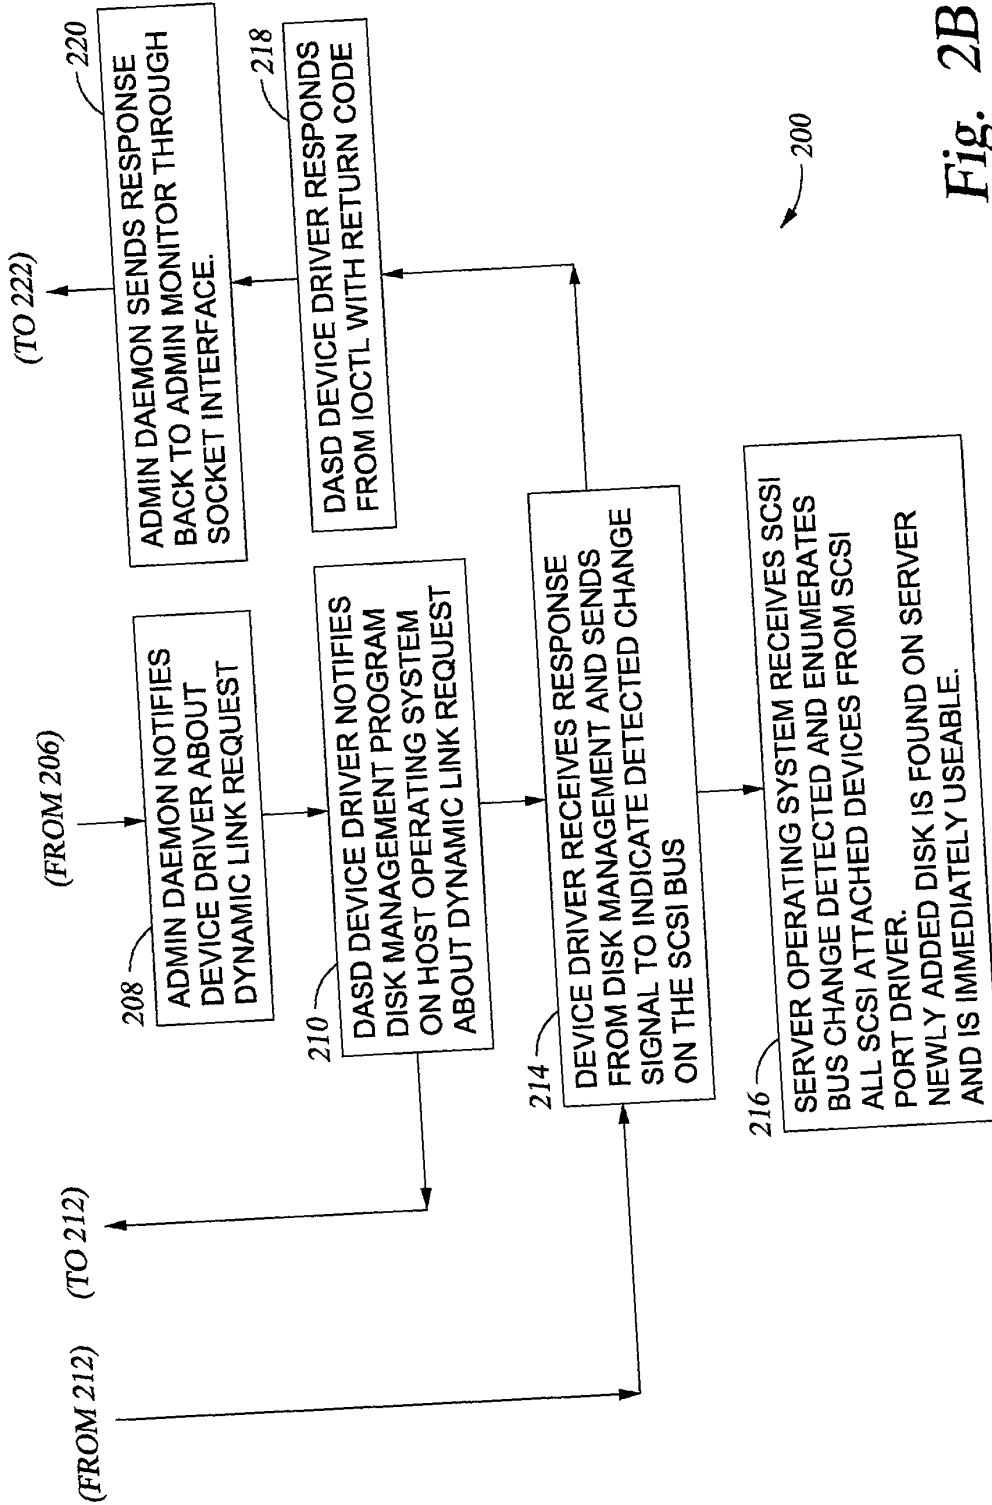 (FROM 212)
(TO 212)
(FROM 206)
(TO 222)
208
ADMIN DAEMON NOTIFIES
DEVICE DRIVER ABOUT
DYNAMIC LINK REQUEST
220
ADMIN DAEMON SENDS RESPONSE
BACK TO ADMIN MONITOR THROUGH
SOCKET INTERFACE.
210
DASD DEVICE DRIVER NOTIFIES
DISK MANAGEMENT PROGRAM
ON HOST OPERATING SYSTEM
ABOUT DYNAMIC LINK REQUEST
218
DASD DEVICE DRIVER RESPONDS
FROM IOCTL WITH RETURN CODE
214
DEVICE DRIVER RECEIVES RESPONSE
FROM DISK MANAGEMENT AND SENDS
SIGNAL TO INDICATE DETECTED CHANGE
ON THE SCSI BUS
216
SERVER OPERATING SYSTEM RECEIVES SCSI
BUS CHANGE DETECTED AND ENUMERATES
ALL SCSI ATTACHED DEVICES FROM SCSI
PORT DRIVER.
NEWLY ADDED DISK IS FOUND ON SERVER
AND IS IMMEDIATELY USEABLE.
200
Fig. 2B